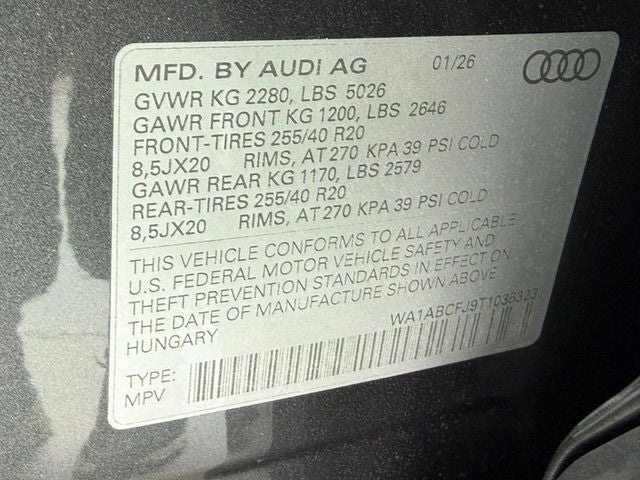 MFD. BY AUDI AG 01/26
GVWR KG 2280, LBS 5026
GAWR FRONT KG 1200, LBS 2646
FRONT-TIRES 255/40 R20
8,5JX20 RIMS, AT 270 KPA 39 PSI COLD
GAWR REAR KG 1170, LBS 2579
REAR-TIRES 255/40 R20
8,5JX20 RIMS, AT 270 KPA 39 PSI COLD
THIS VEHICLE CONFORMS TO ALL APPLICABLE
U.S. FEDERAL MOTOR VEHICLE SAFETY AND
THEFT PREVENTION STANDARDS IN EFFECT ON
THE DATE OF MANUFACTURE SHOWN ABOVE.
HUNGARY WA1ABCFJ9T1036323
TYPE:
MPV